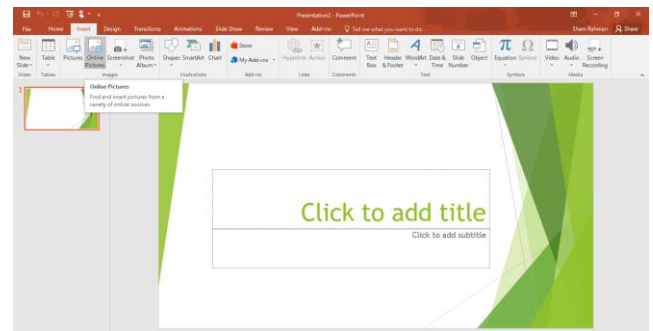 Presentation2 - PowerPoint
File Home Insert Design Transitions Animations Slide Show Review View Add-ins Tell me what you want to do... Sham Rahman Share
New Slide Table Pictures Online Pictures Screenshot Photo Album Shapes SmartArt Chart Store My Add-ins Hyperlink Action Comment Text Box Header & Footer WordArt Date & Time Slide Number Object Equation Symbol Video Audio Screen Recording
Slides Tables Images Illustrations Add-ins Links Comments Text Symbols Media
1
Online Pictures
Find and insert pictures from a
variety of online sources.
Click to add title
Click to add subtitle